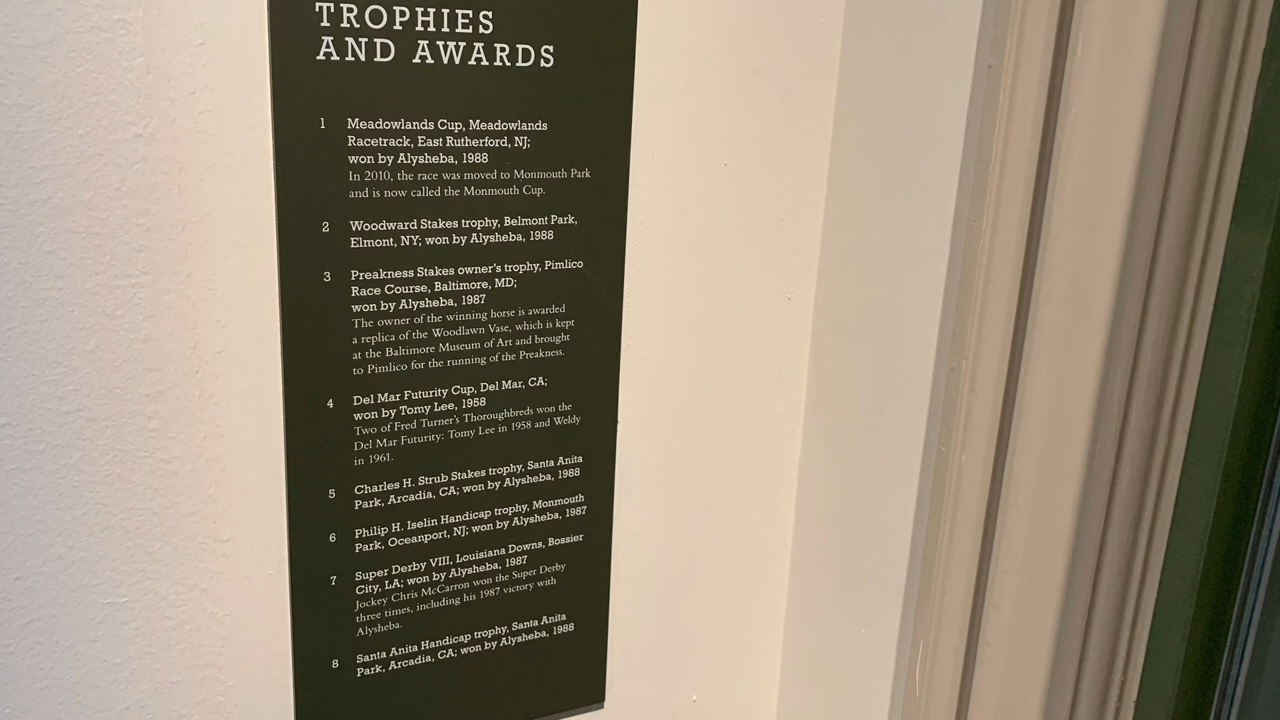 TROPHIES
AND AWARDS
1 Meadowlands Cup, Meadowlands
Racetrack, East Rutherford, NJ;
won by Alysheba, 1988
In 2010, the race was moved to Monmouth Park
and is now called the Monmouth Cup.
2 Woodward Stakes trophy, Belmont Park,
Elmont, NY; won by Alysheba, 1988
3 Preakness Stakes owner's trophy, Pimlico
Race Course, Baltimore, MD;
won by Alysheba, 1987
The owner of the winning horse is awarded
a replica of the Woodlawn Vase, which is kept
at the Baltimore Museum of Art and brought
to Pimlico for the running of the Preakness.
4 Del Mar Futurity Cup, Del Mar, CA;
won by Tomy Lee, 1958
Two of Fred Turner's Thoroughbreds won the
Del Mar Futurity: Tomy Lee in 1958 and Weldy
in 1961.
5 Charles H. Strub Stakes trophy, Santa Anita
Park, Arcadia, CA; won by Alysheba, 1988
6 Philip H. Iselin Handicap trophy, Monmouth
Park, Oceanport, NJ; won by Alysheba, 1987
7 Super Derby VIII, Louisiana Downs, Bossier
City, LA; won by Alysheba, 1987
Jockey Chris McCarron won the Super Derby
three times, including his 1987 victory with
Alysheba.
8 Santa Anita Handicap trophy, Santa Anita
Park, Arcadia, CA; won by Alysheba, 1988